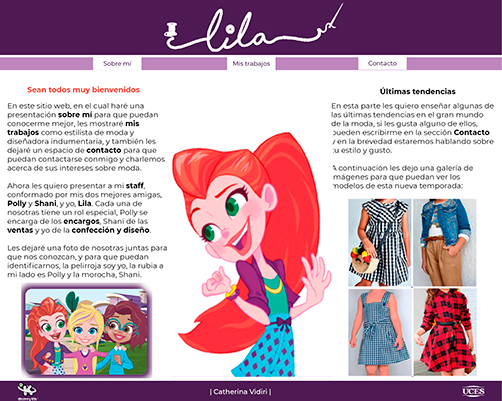 lila
Sobre mí
Mis trabajos
Contacto
Sean todos muy bienvenidos
En este sitio web, en el cual haré una
presentación sobre mí para que puedan
conocerme mejor, les mostraré mis
trabajos como estilista de moda y
diseñadora indumentaria, y también les
dejaré un espacio de contacto para que
puedan contactarse conmigo y charlemos
acerca de sus intereses sobre moda.
Ahora les quiero presentar a mi staff,
conformado por mis dos mejores amigas,
Polly y Shani, y yo, Lila. Cada una de
nosotras tiene un rol especial, Polly se
encarga de los encargos, Shani de las
ventas y yo de la confección y diseño.
Les dejaré una foto de nosotras juntas para
que nos conozcan, y para que puedan
identificarnos, la pelirroja soy yo, la rubia a
mi lado es Polly y la morocha, Shani.
Últimas tendencias
En esta parte les quiero enseñar algunas de
las últimas tendencias en el gran mundo
de la moda, si les gusta alguno de ellos,
pueden escribirme en la sección Contacto
y en la brevedad estaremos hablando sobre
su estilo y gusto.
A continuación les dejo una galería de
imágenes para que puedan ver los
modelos de esta nueva temporada:
| Catherina Vidiri |
UCES